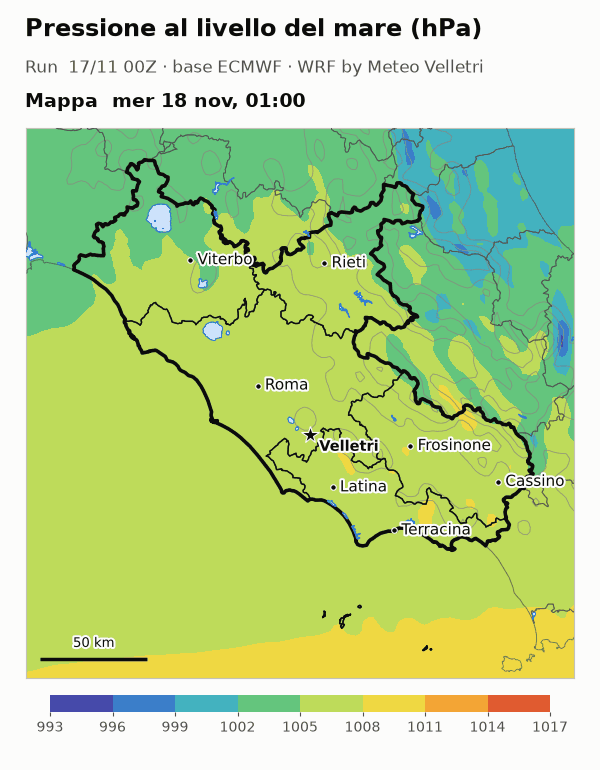 Pressione al livello del mare (hPa)
Run  17/11 00Z · base ECMWF · WRF by Meteo Velletri
Mappa  mer 18 nov, 01:00
Viterbo
Rieti
Roma
Velletri
Frosinone
Cassino
Latina
Terracina
50 km
993 996 999 1002 1005 1008 1011 1014 1017